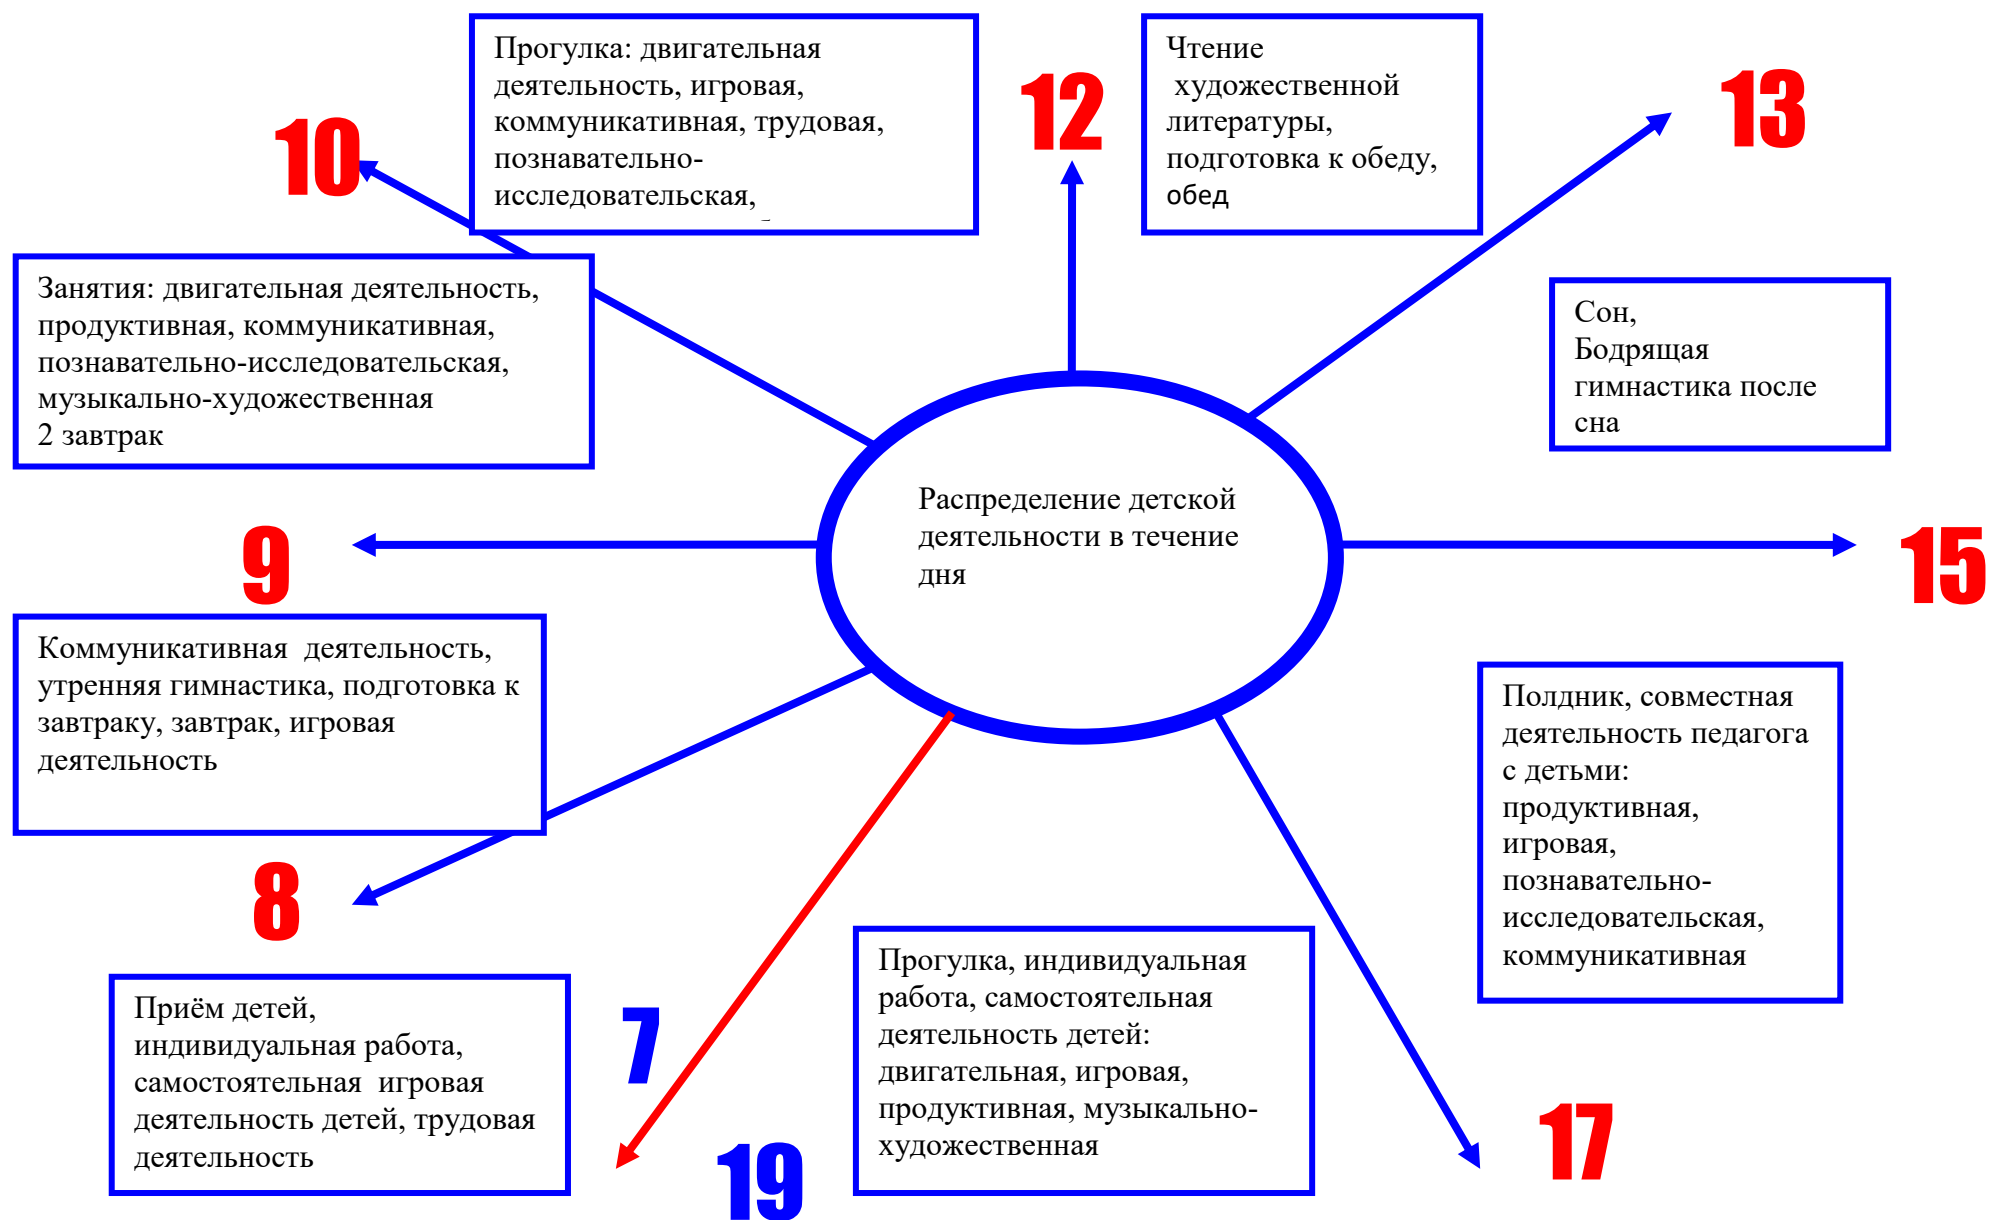 Прогулка: двигательная
деятельность, игровая,
коммуникативная, трудовая,
познавательно-
исследовательская,
12
Чтение
художественной
литературы,
подготовка к обеду,
обед
13
10
Занятия: двигательная деятельность,
продуктивная, коммуникативная,
познавательно-исследовательская,
музыкально-художественная
2 завтрак
Сон,
Бодрящая
гимнастика после
сна
Распределение детской
деятельности в течение
дня
9
15
Коммуникативная  деятельность,
утренняя гимнастика, подготовка к
завтраку, завтрак, игровая
деятельность
Полдник, совместная
деятельность педагога
с детьми:
продуктивная,
игровая,
познавательно-
исследовательская,
коммуникативная
8
Приём детей,
индивидуальная работа,
самостоятельная  игровая
деятельность детей, трудовая
деятельность
7
19
Прогулка, индивидуальная
работа, самостоятельная
деятельность детей:
двигательная, игровая,
продуктивная, музыкально-
художественная
17